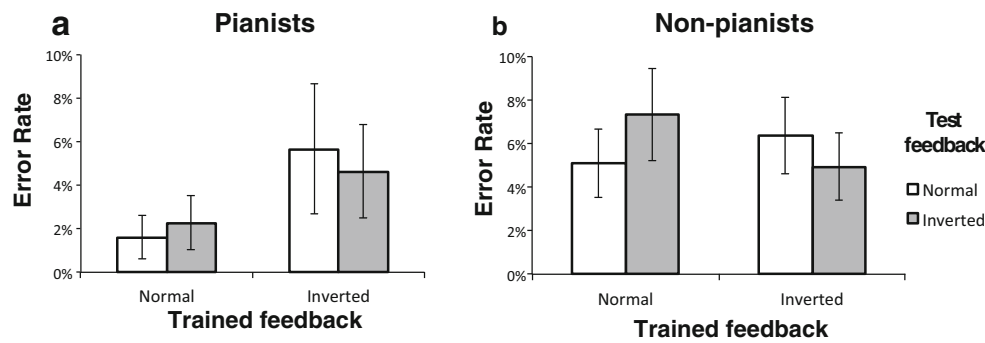 a Pianists
10%
8%
6%
4%
2%
0%
Error Rate
Normal Inverted
Trained feedback
b Non-pianists
10%
8%
6%
4%
2%
0%
Error Rate
Normal Inverted
Trained feedback
Test
feedback
Normal
Inverted